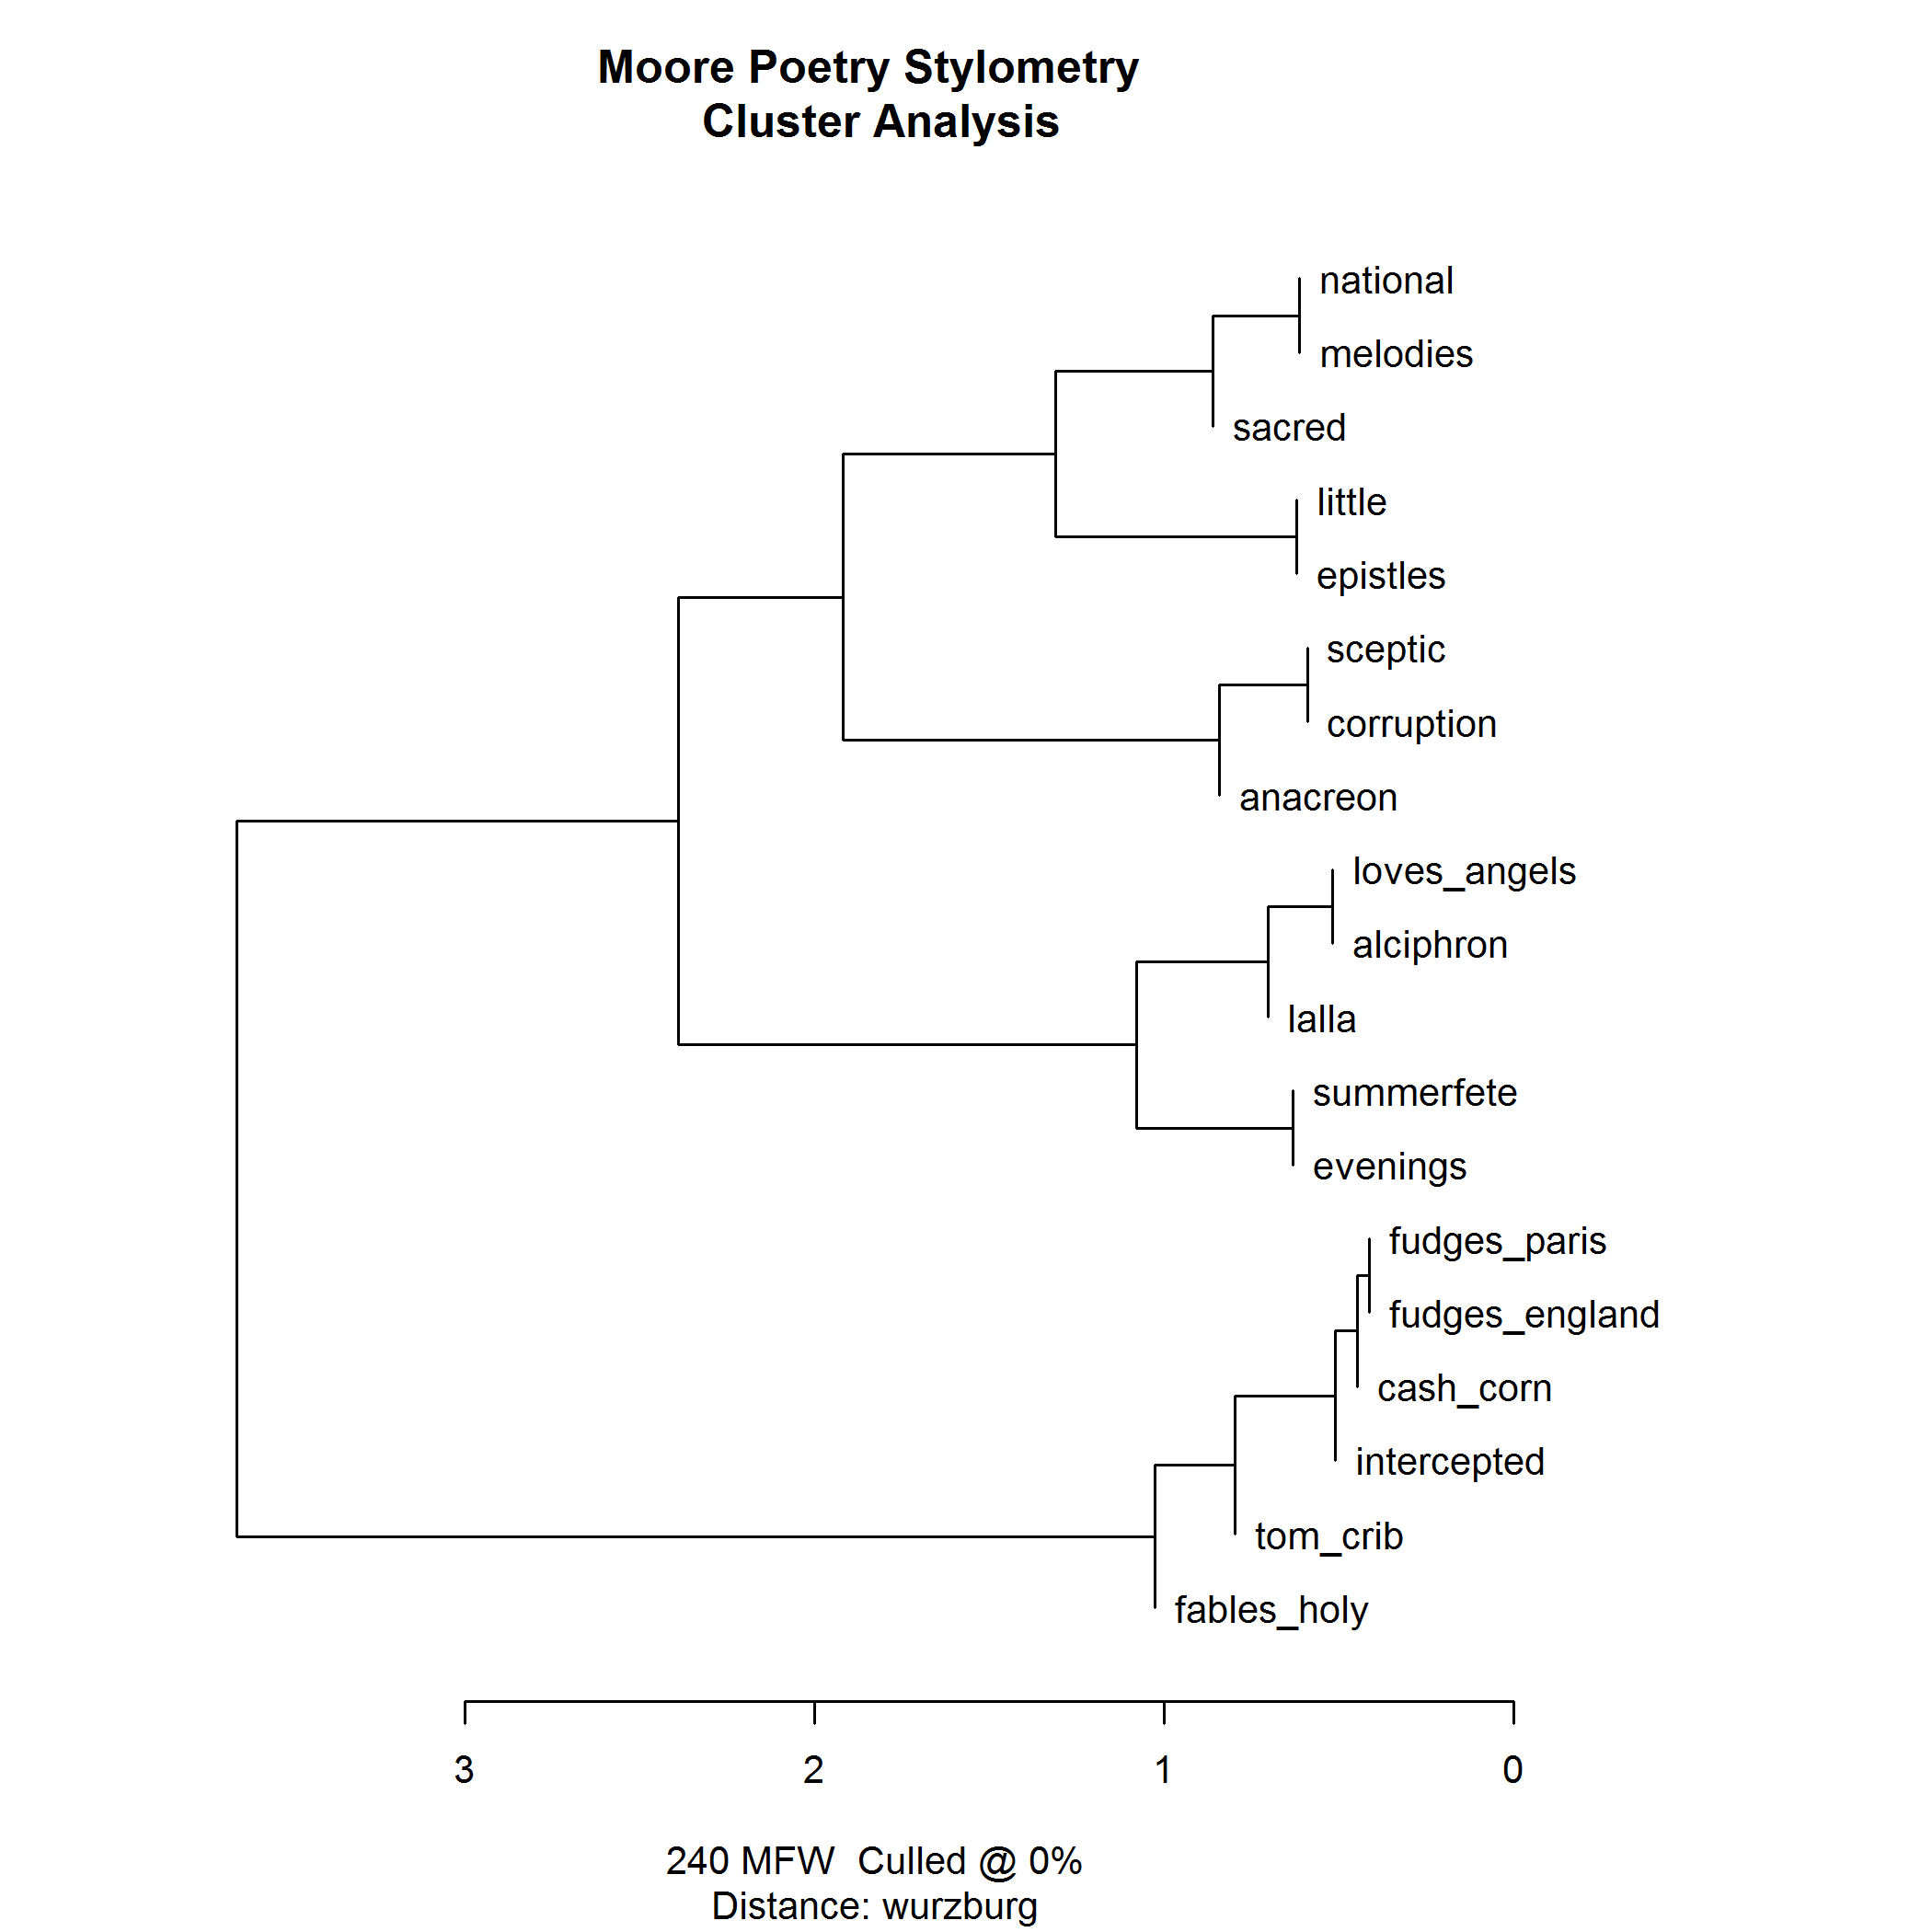 Moore Poetry Stylometry
Cluster Analysis
national
melodies
sacred
little
epistles
sceptic
corruption
anacreon
loves_angels
alciphron
lalla
summerfete
evenings
fudges_paris
fudges_england
cash_corn
intercepted
tom_crib
fables_holy
3 2 1 0
240 MFW  Culled @ 0%
Distance: wurzburg